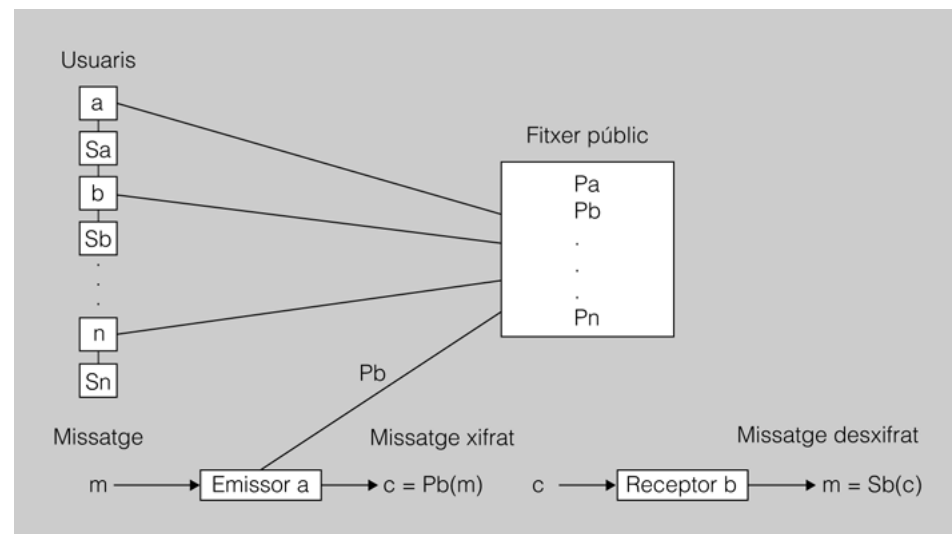 Usuaris
a
Sa
b
Sb
.
.
.
n
Sn
Fitxer públic
Pa
Pb
.
.
.
Pn
Pb
Missatge
Missatge xifrat
Missatge desxifrat
m
Emissor a
c = Pb(m)
c
Receptor b
m = Sb(c)